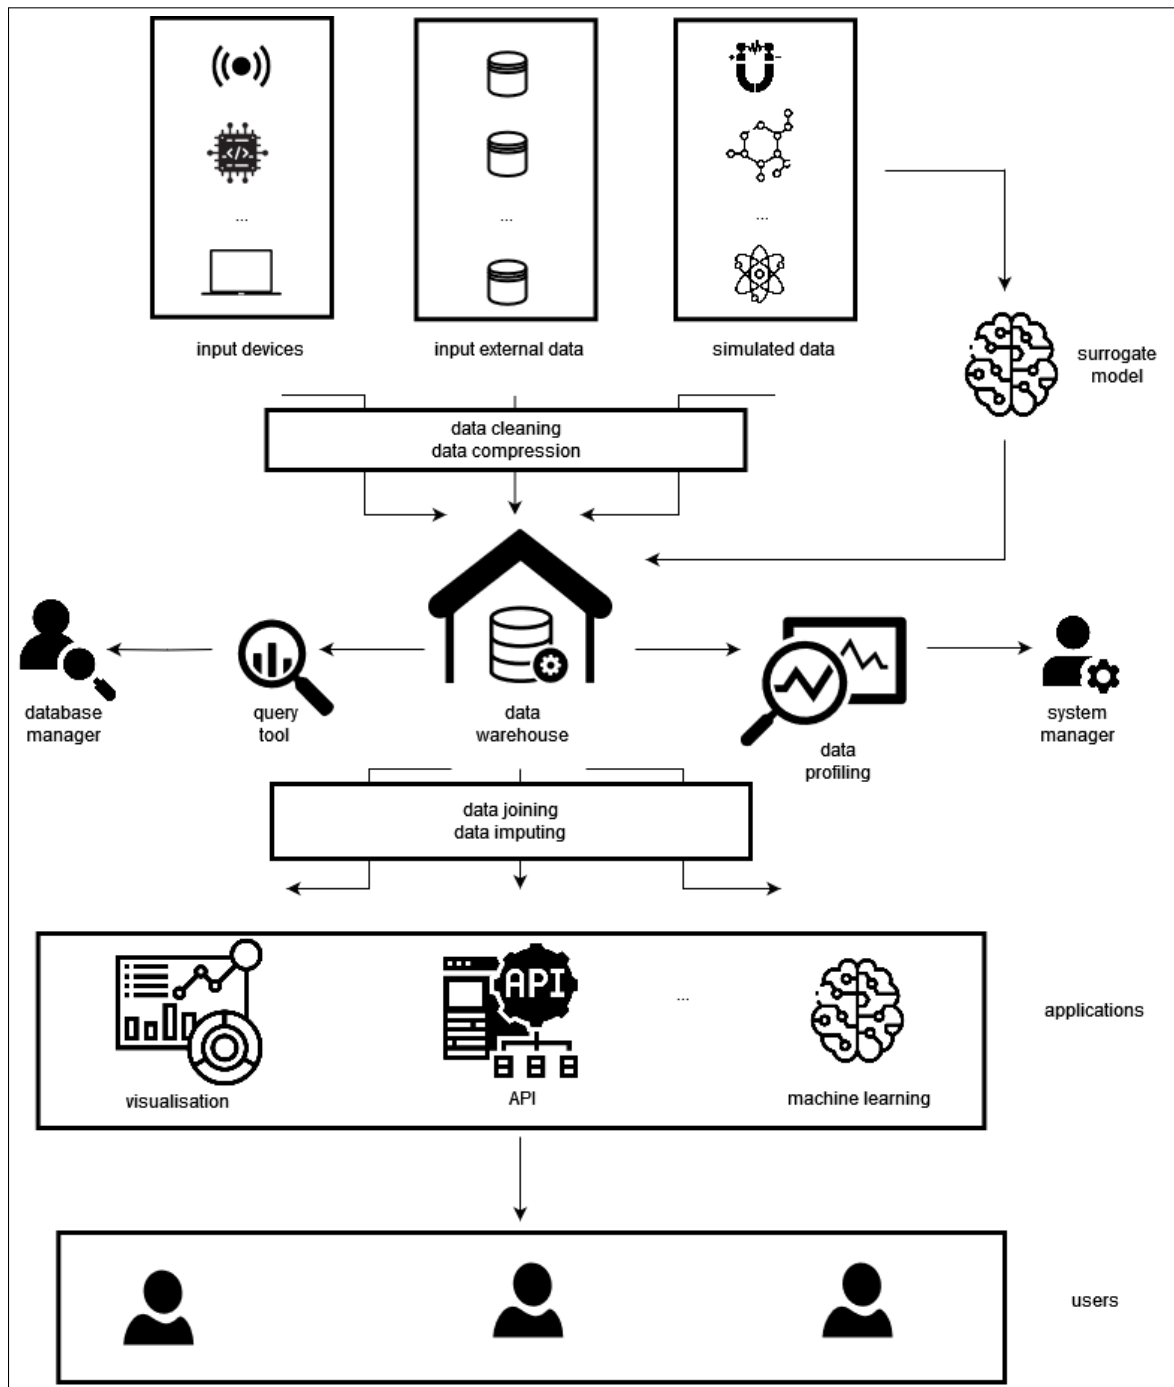 </>
...
...
...
+
-
input devices
input external data
simulated data
surrogate
model
data cleaning
data compression
database
manager
query
tool
data
warehouse
data
profiling
system
manager
data joining
data imputing
API
...
visualisation
API
machine learning
applications
users